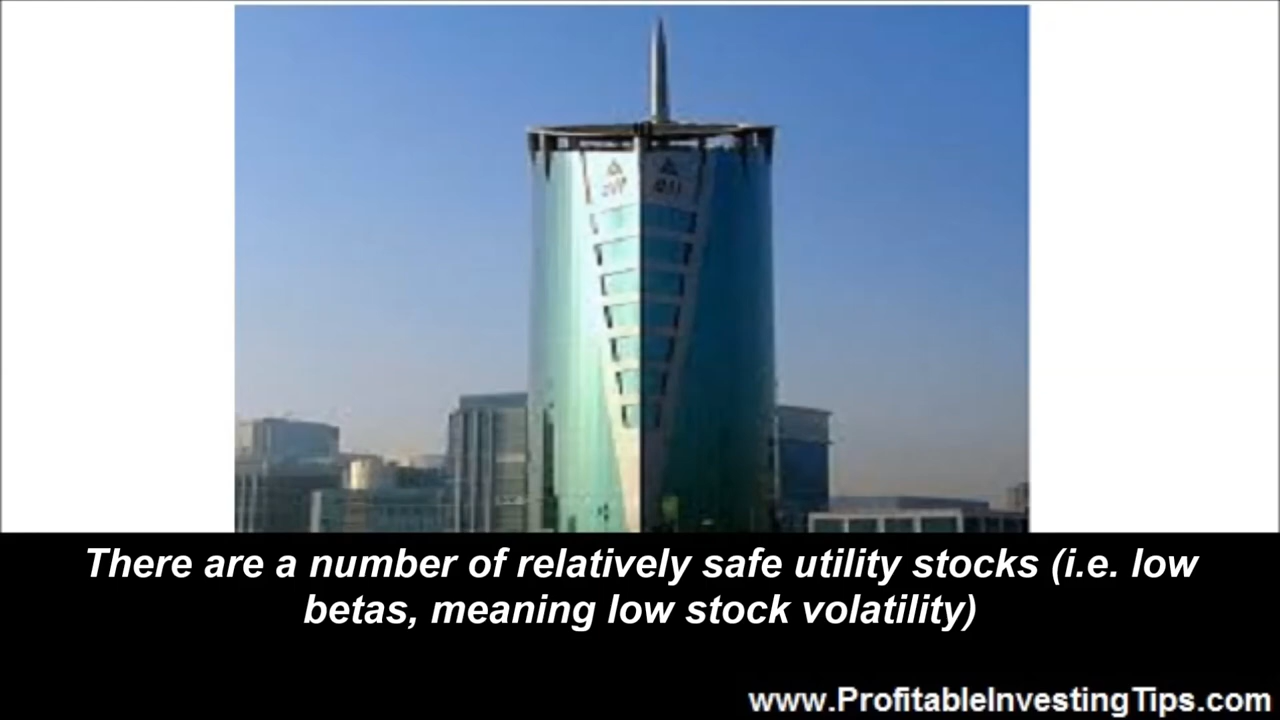 There are a number of relatively safe utility stocks (i.e. low
betas, meaning low stock volatility)
www.ProfitableInvestingTips.com